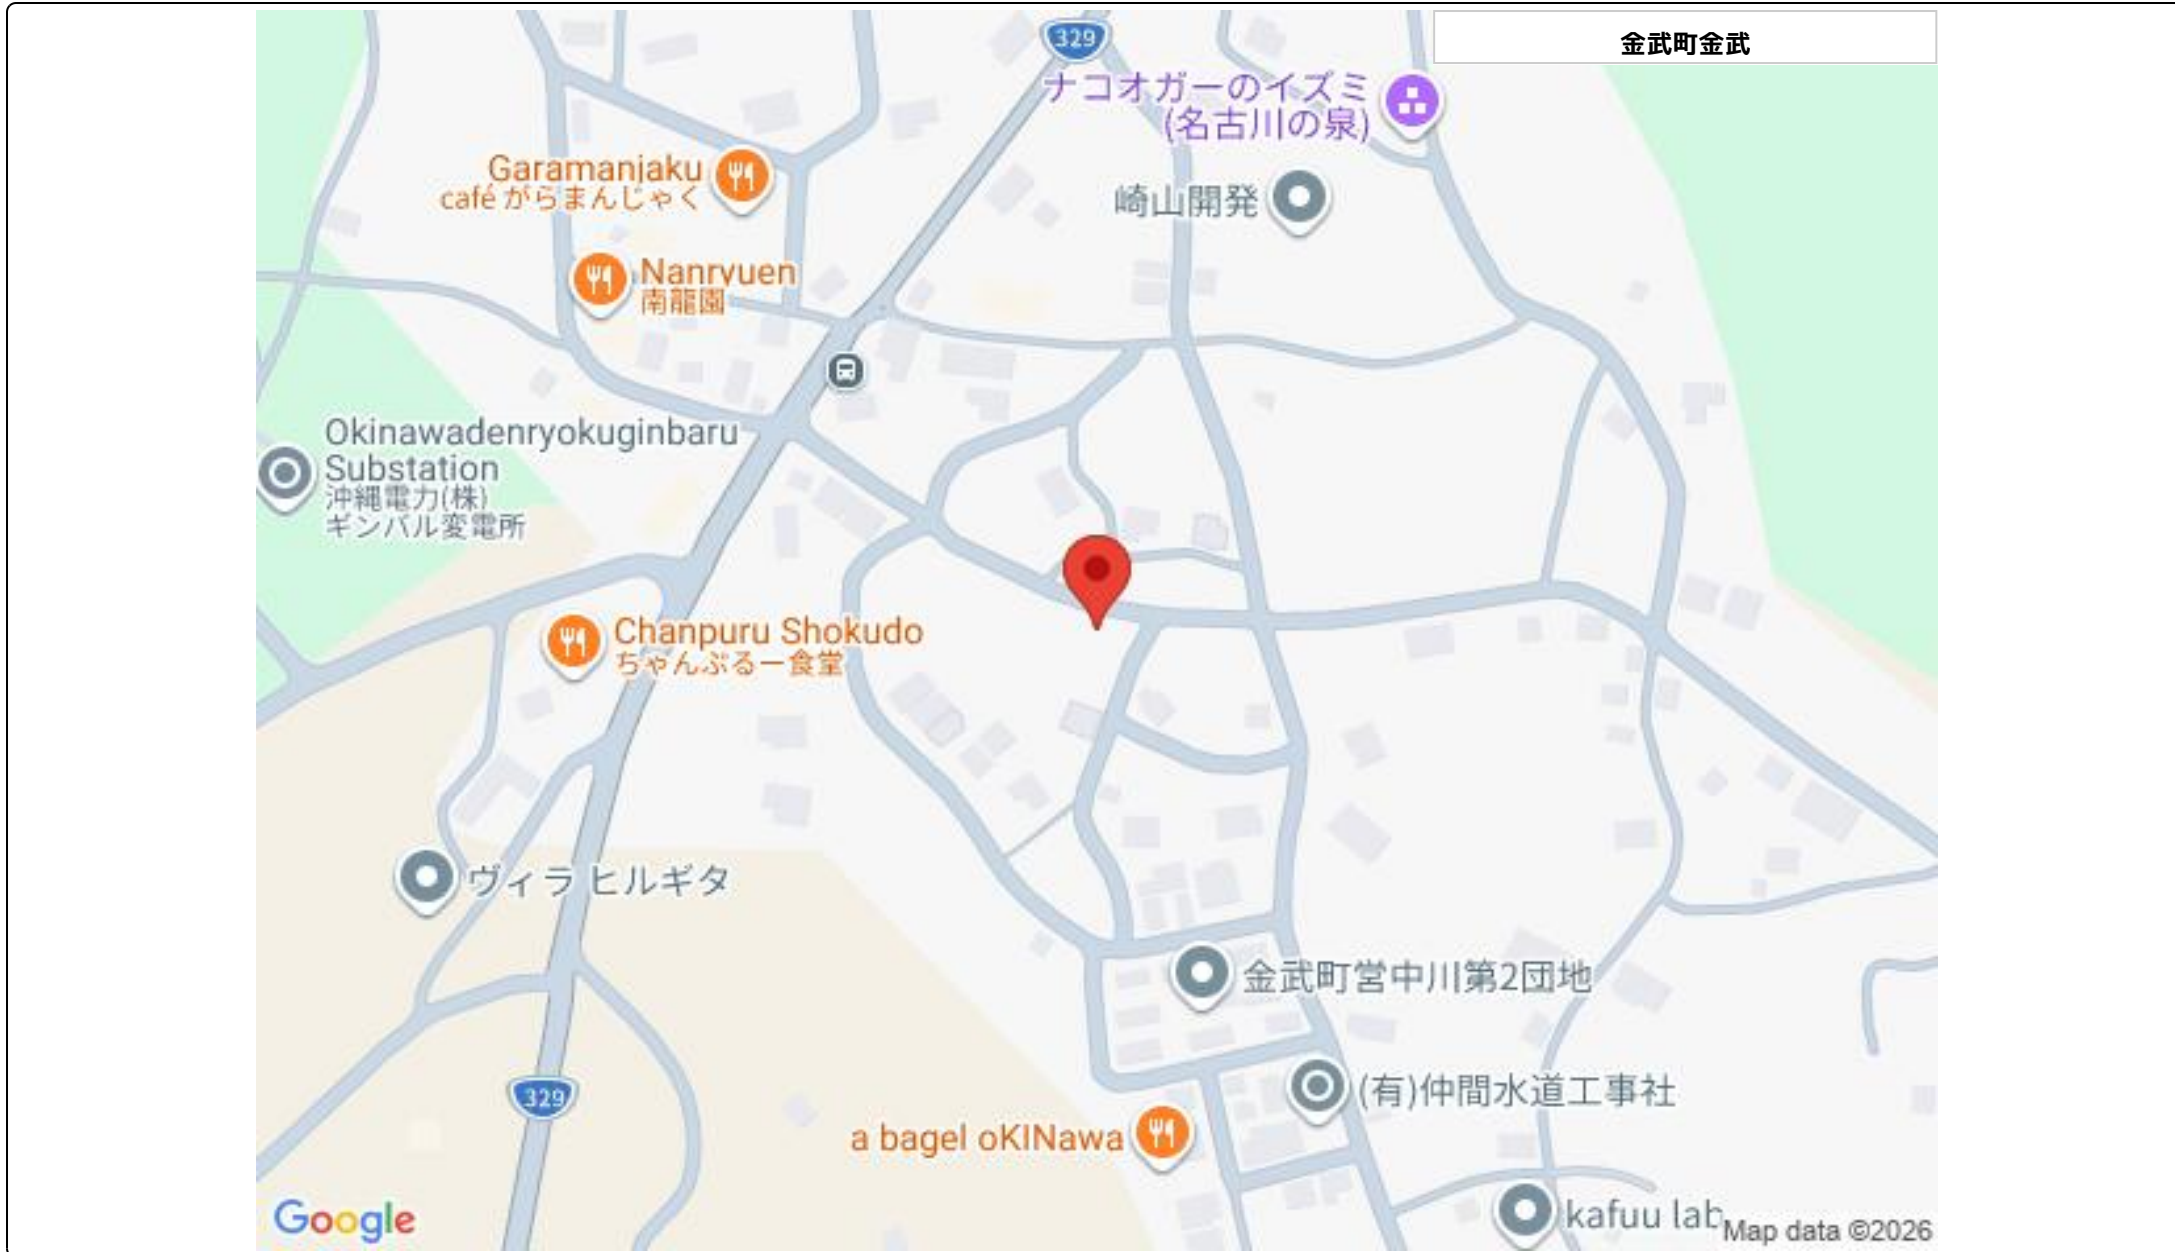 金武町金武
329
ナコオガーのイズミ
(名古川の泉)
Garamanjaku
café がらまんじゃく
崎山開発
Nanryuen
南龍園
Okinawadenryokuginbaru
Substation
沖縄電力(株)
ギンバル変電所
Chanpuru Shokudo
ちゃんぷるー食堂
ヴィラ ヒルギタ
金武町営中川第2団地
329
(有)仲間水道工事社
a bagel oKINawa
kafuu lab
Google
Map data ©2026